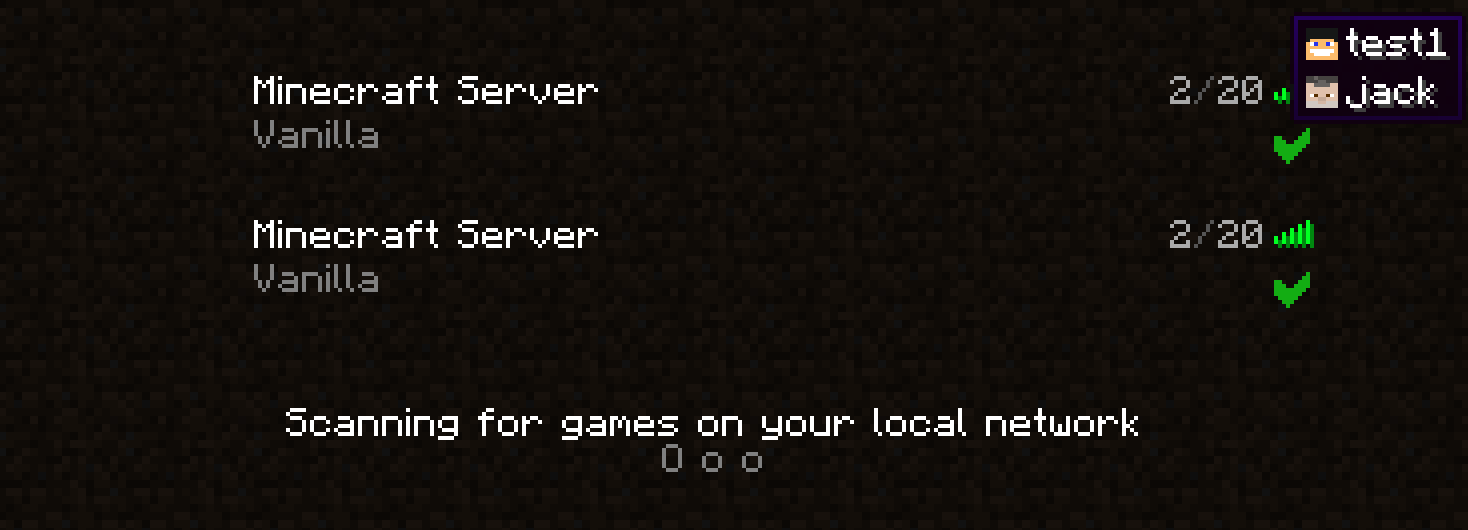 Minecraft Server 2/20
Vanilla
test1
jack
Minecraft Server 2/20
Vanilla
Scanning for games on your local network
O o o